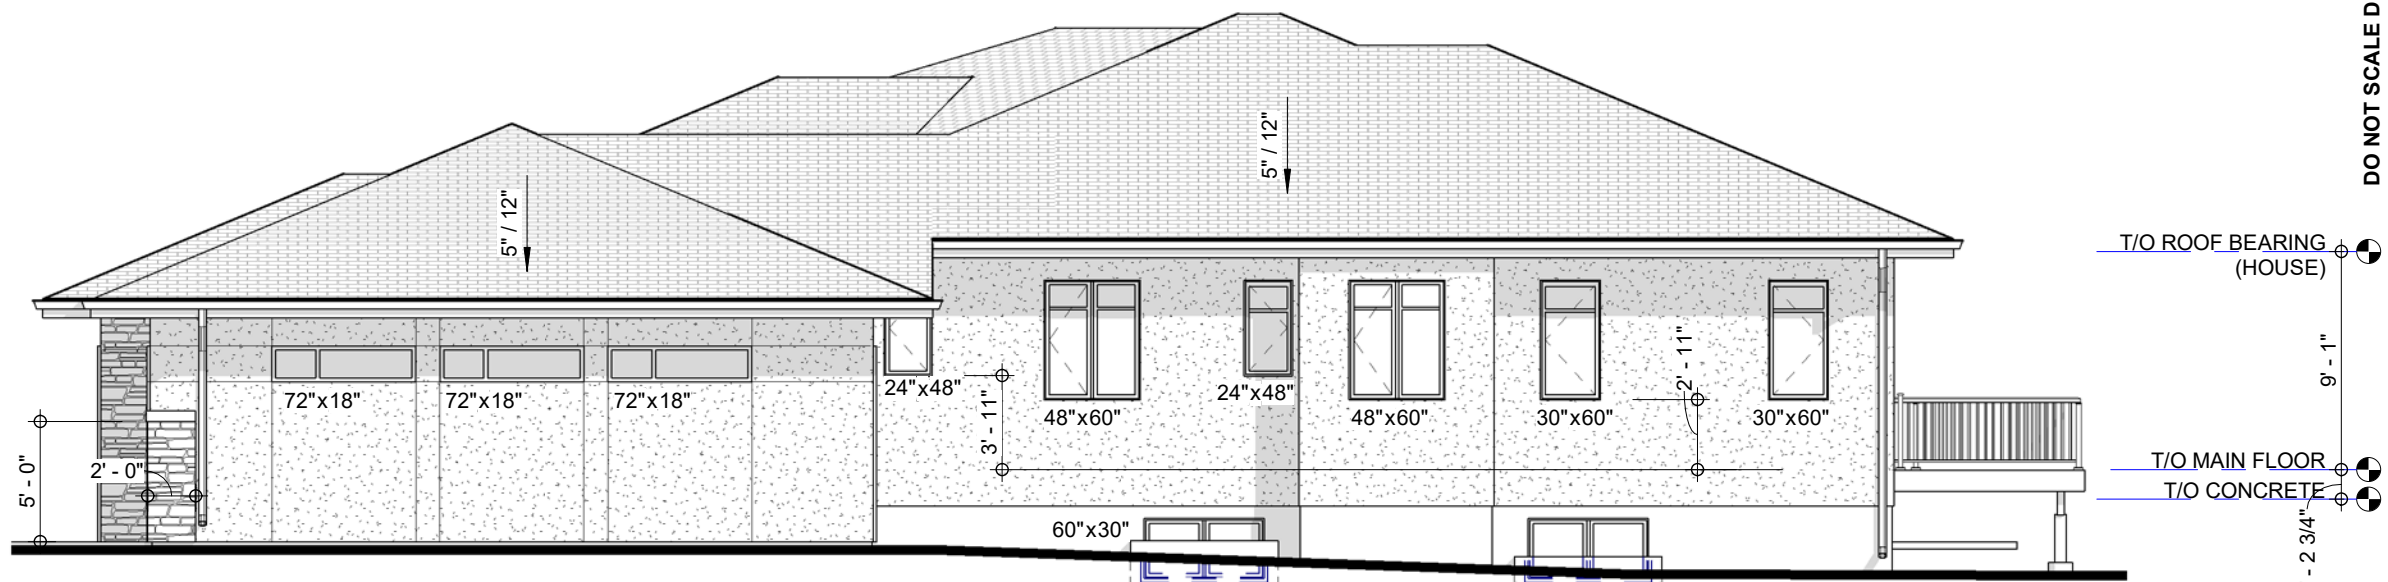 DO NOT SCALE D
5" / 12"
5" / 12"
T/O ROOF BEARING
(HOUSE)
9' - 1"
2' - 11"
24"x48"
24"x48"
72"x18"
72"x18"
72"x18"
3' - 11"
48"x60"
48"x60"
30"x60"
30"x60"
5' - 0"
2' - 0"
T/O MAIN FLOOR
T/O CONCRETE
60"x30"
- 2 3/4"